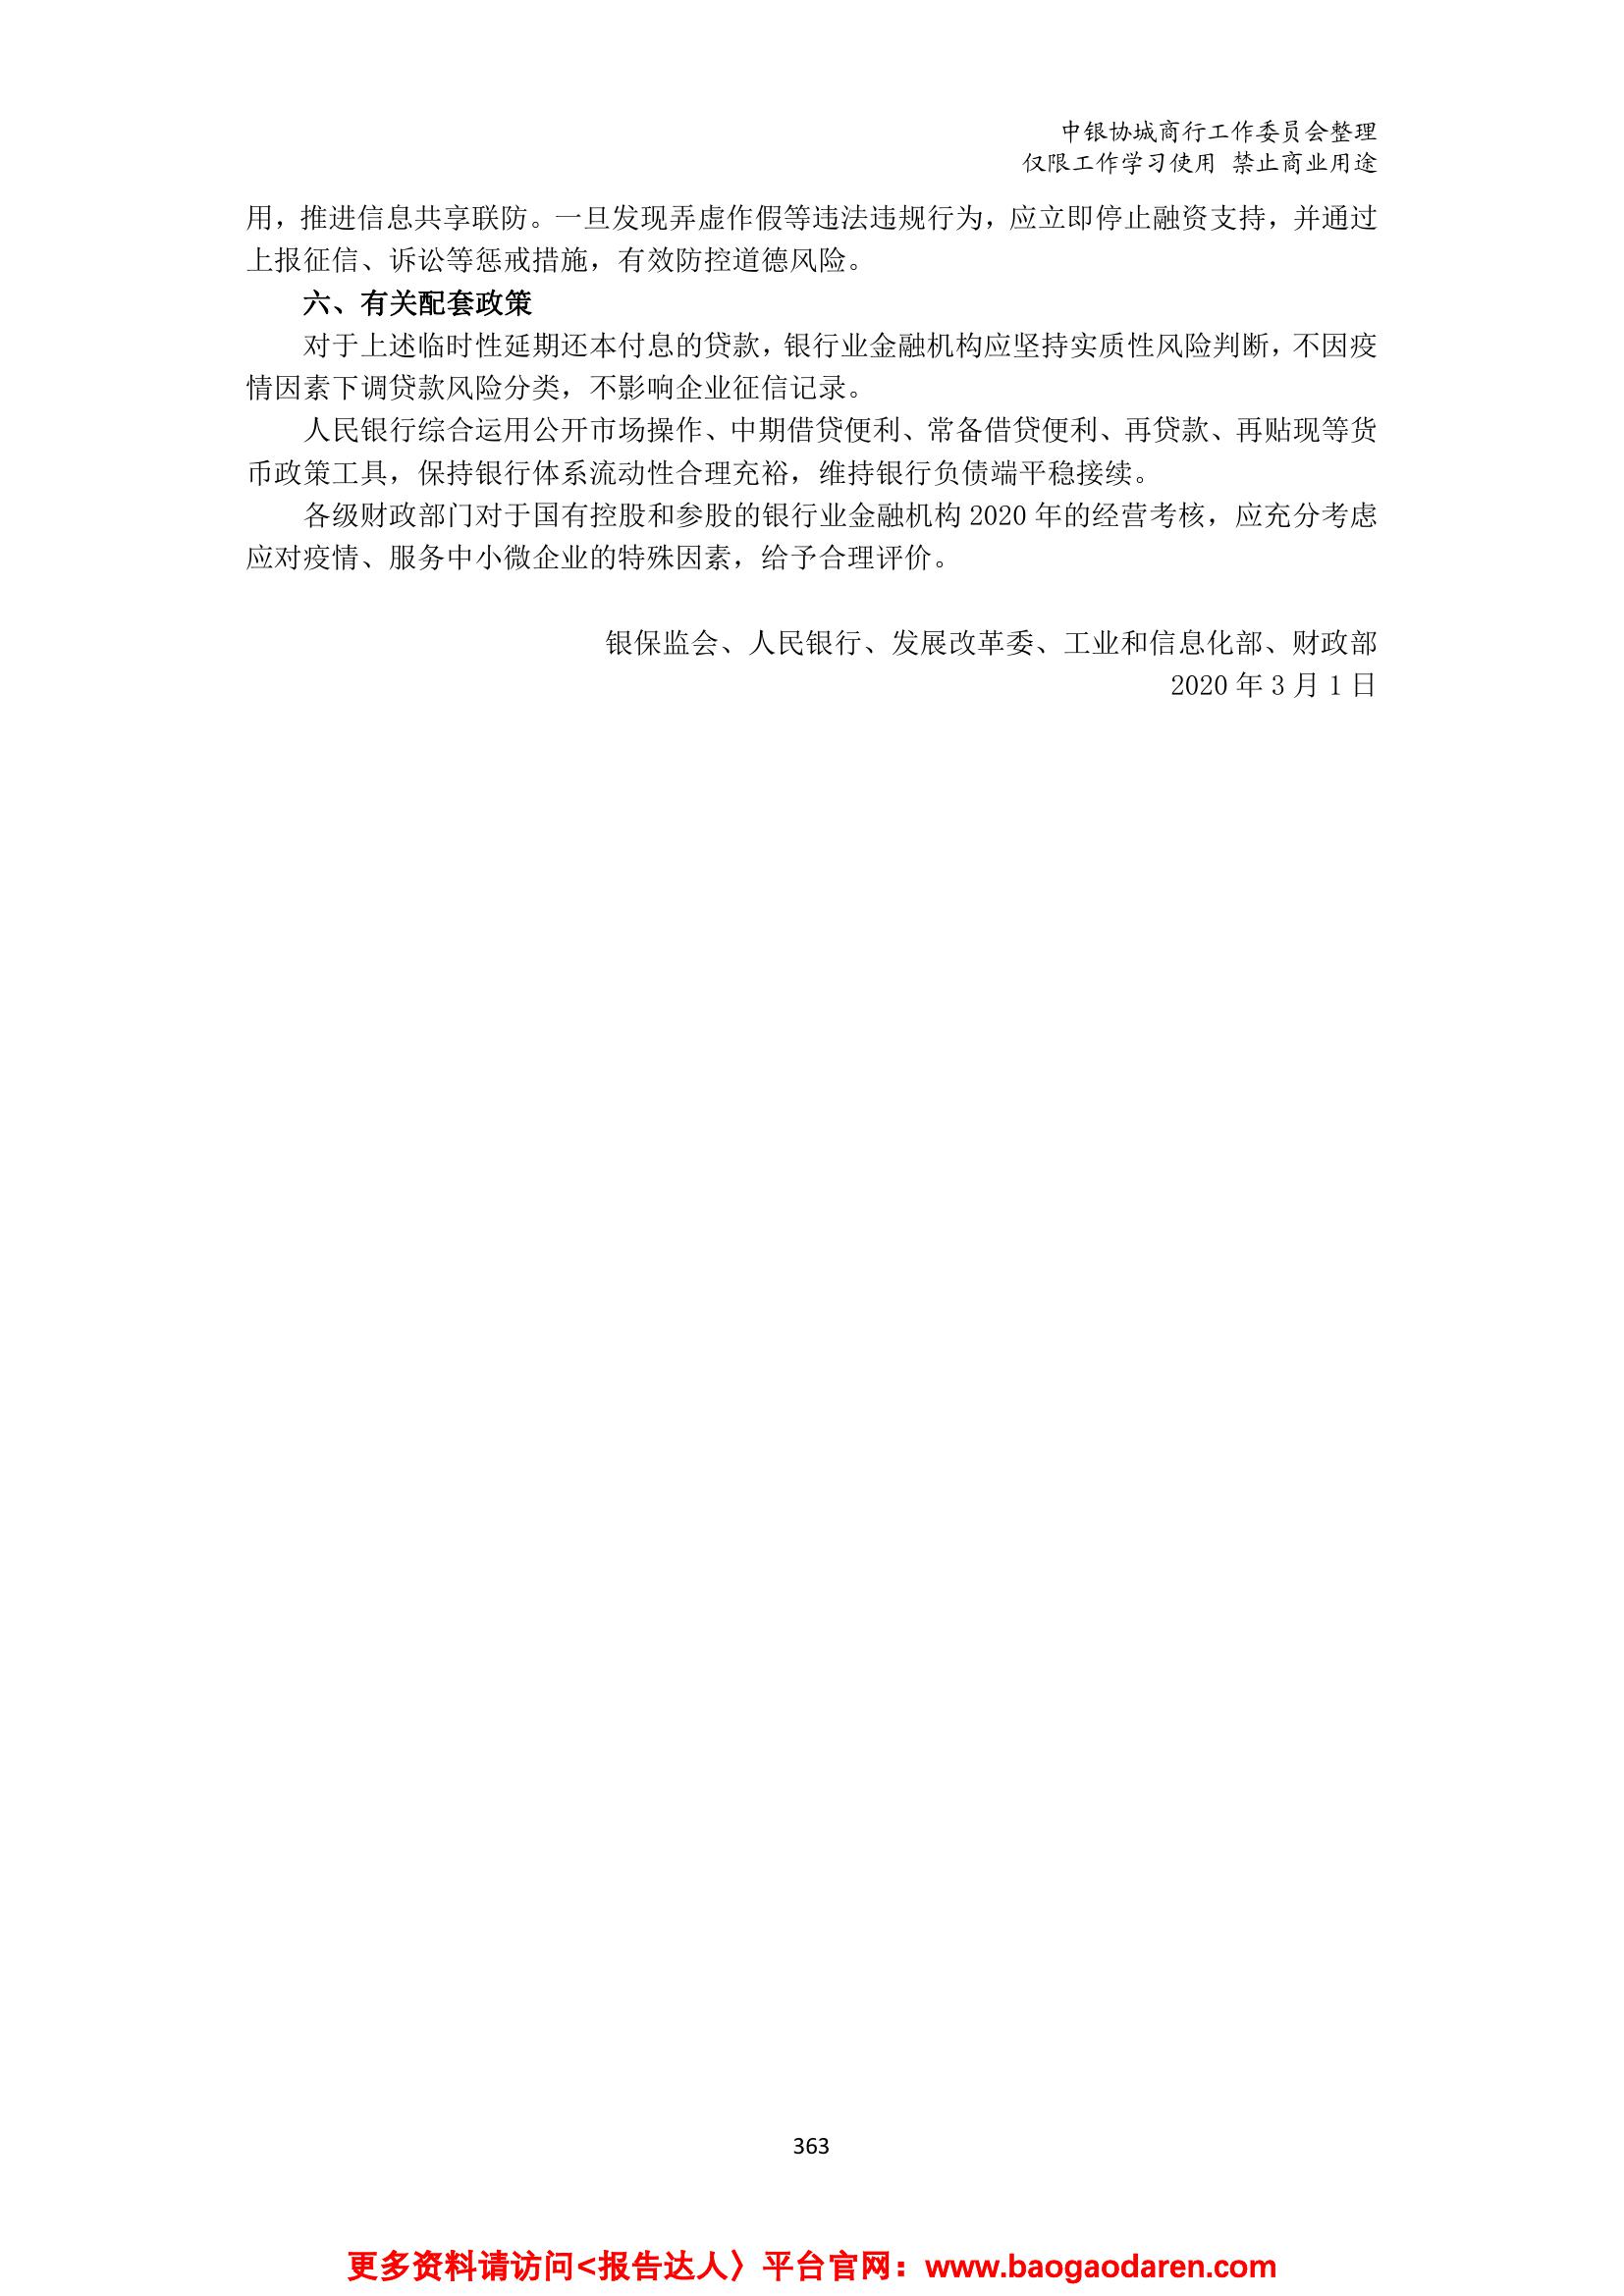 中银协城商行工作委员会整理
仅限工作学习使用 禁止商业用途
用，推进信息共享联防。一旦发现弄虚作假等违法违规行为，应立即停止融资支持，并通过
上报征信、诉讼等惩戒措施，有效防控道德风险。
六、有关配套政策
对于上述临时性延期还本付息的贷款，银行业金融机构应坚持实质性风险判断，不因疫
情因素下调贷款风险分类，不影响企业征信记录。
人民银行综合运用公开市场操作、中期借贷便利、常备借贷便利、再贷款、再贴现等货
币政策工具，保持银行体系流动性合理充裕，维持银行负债端平稳接续。
各级财政部门对于国有控股和参股的银行业金融机构 2020 年的经营考核，应充分考虑
应对疫情、服务中小微企业的特殊因素，给予合理评价。
银保监会、人民银行、发展改革委、工业和信息化部、财政部
2020 年 3 月 1 日
363
更多资料请访问<报告达人〉平台官网：www.baogaodaren.com